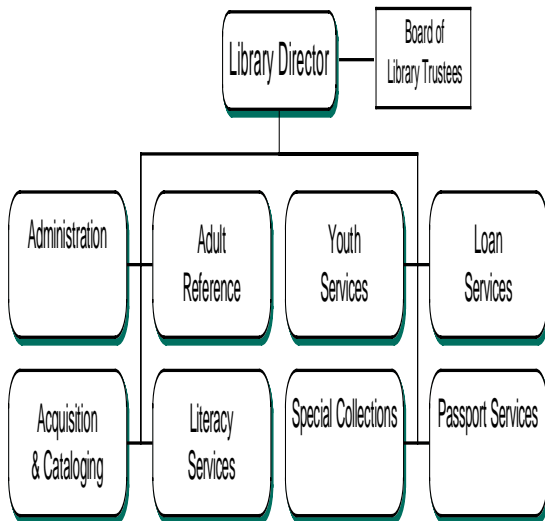 Library Director
Board of
Library Trustees
Administration
Adult
Reference
Youth
Services
Loan
Services
Acquisition
& Cataloging
Literacy
Services
Special Collections
Passport Services